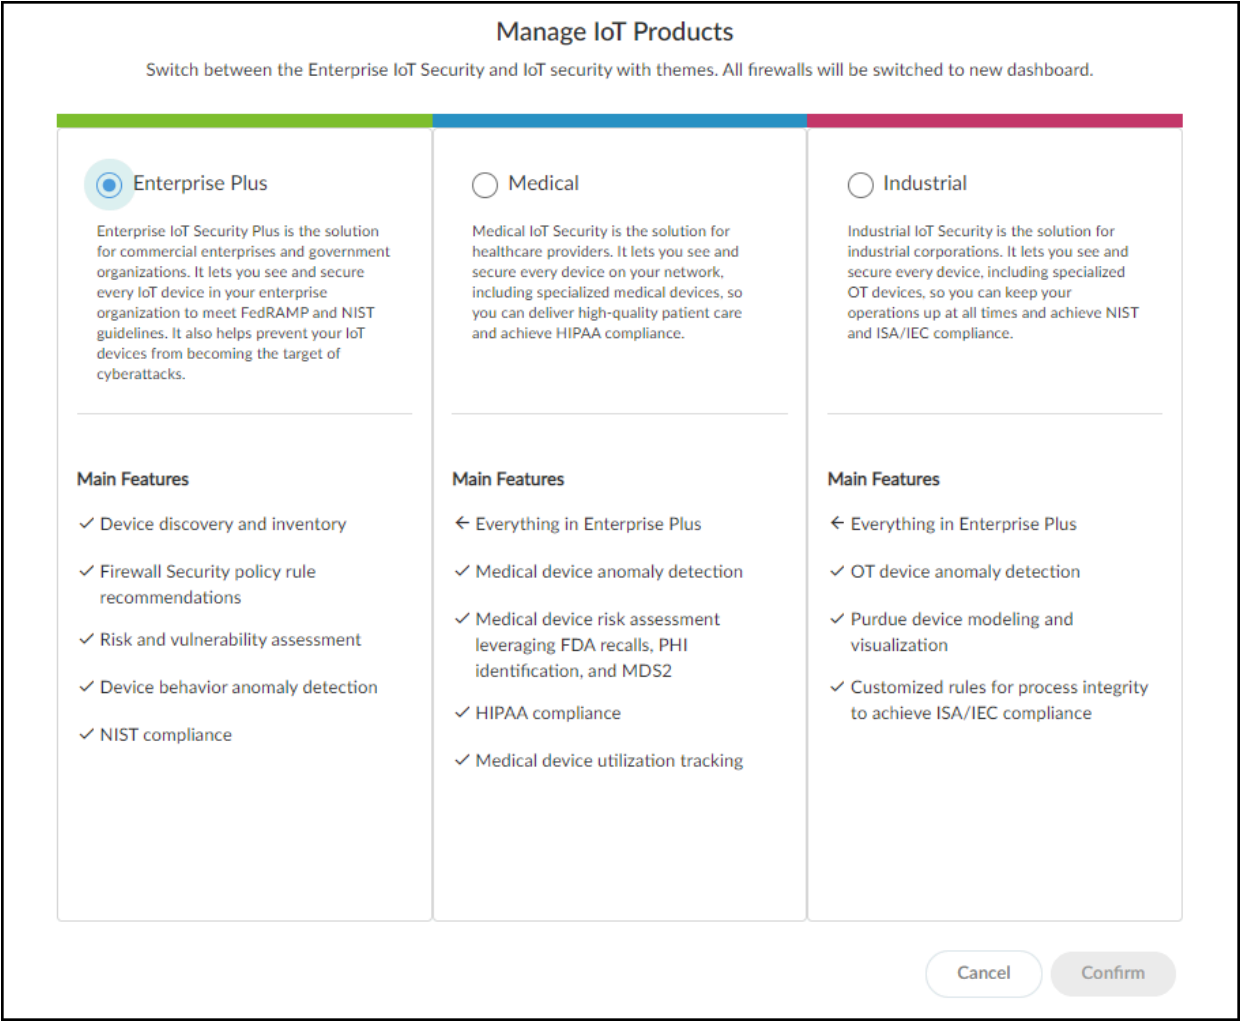 Manage IoT Products
Switch between the Enterprise IoT Security and IoT security with themes. All firewalls will be switched to new dashboard.
Enterprise Plus
Enterprise IoT Security Plus is the solution
for commercial enterprises and government
organizations. It lets you see and secure
every IoT device in your enterprise
organization to meet FedRAMP and NIST
guidelines. It also helps prevent your IoT
devices from becoming the target of
cyberattacks.
Main Features
Device discovery and inventory
Firewall Security policy rule
recommendations
Risk and vulnerability assessment
Device behavior anomaly detection
NIST compliance
Medical
Medical IoT Security is the solution for
healthcare providers. It lets you see and
secure every device on your network,
including specialized medical devices, so
you can deliver high-quality patient care
and achieve HIPAA compliance.
Main Features
Everything in Enterprise Plus
Medical device anomaly detection
Medical device risk assessment
leveraging FDA recalls, PHI
identification, and MDS2
HIPAA compliance
Medical device utilization tracking
Industrial
Industrial IoT Security is the solution for
industrial corporations. It lets you see and
secure every device, including specialized
OT devices, so you can keep your
operations up at all times and achieve NIST
and ISA/IEC compliance.
Main Features
Everything in Enterprise Plus
OT device anomaly detection
Purdue device modeling and
visualization
Customized rules for process integrity
to achieve ISA/IEC compliance
Cancel
Confirm